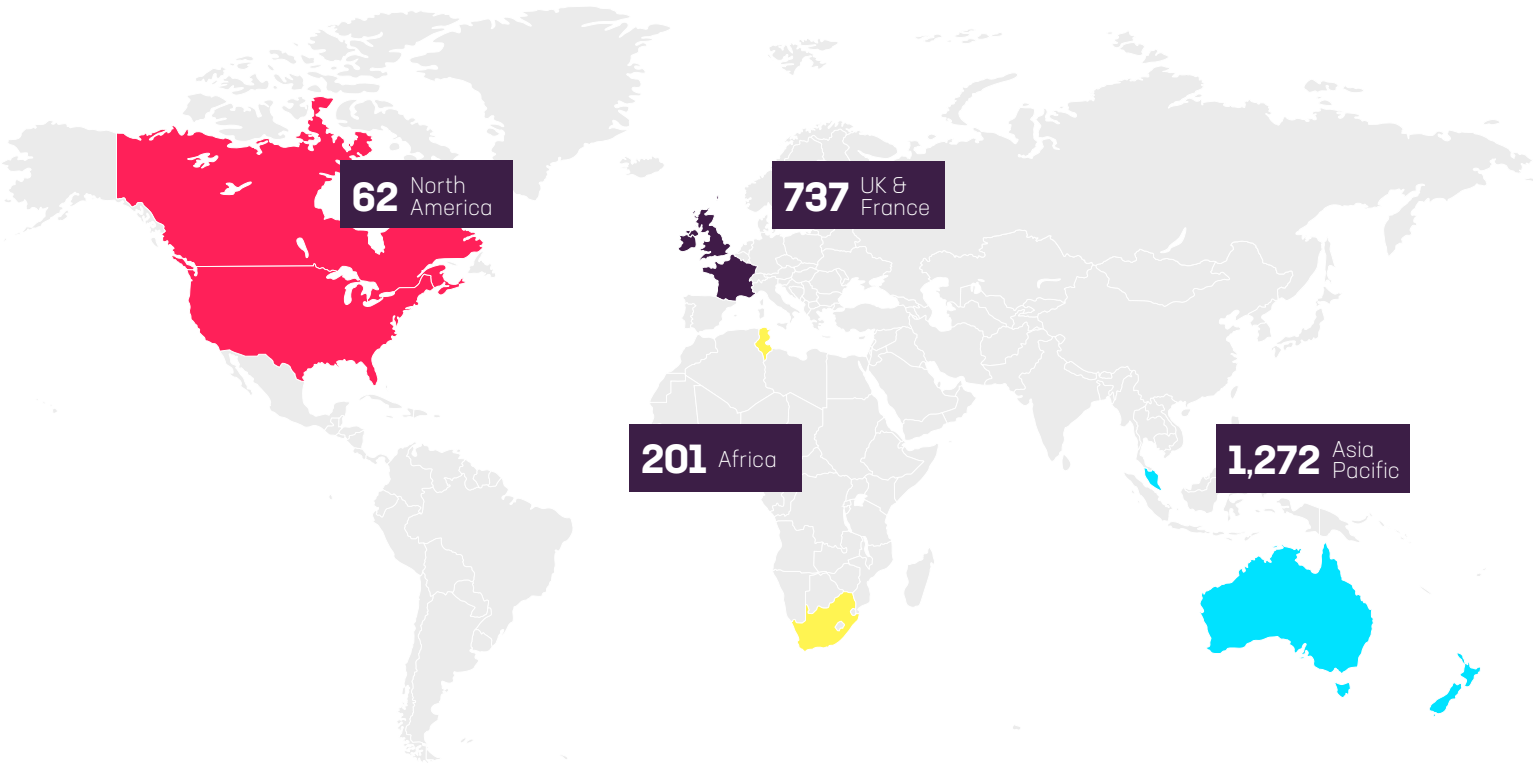 62 North
America
737 UK &
France
201 Africa
1,272 Asia
Pacific